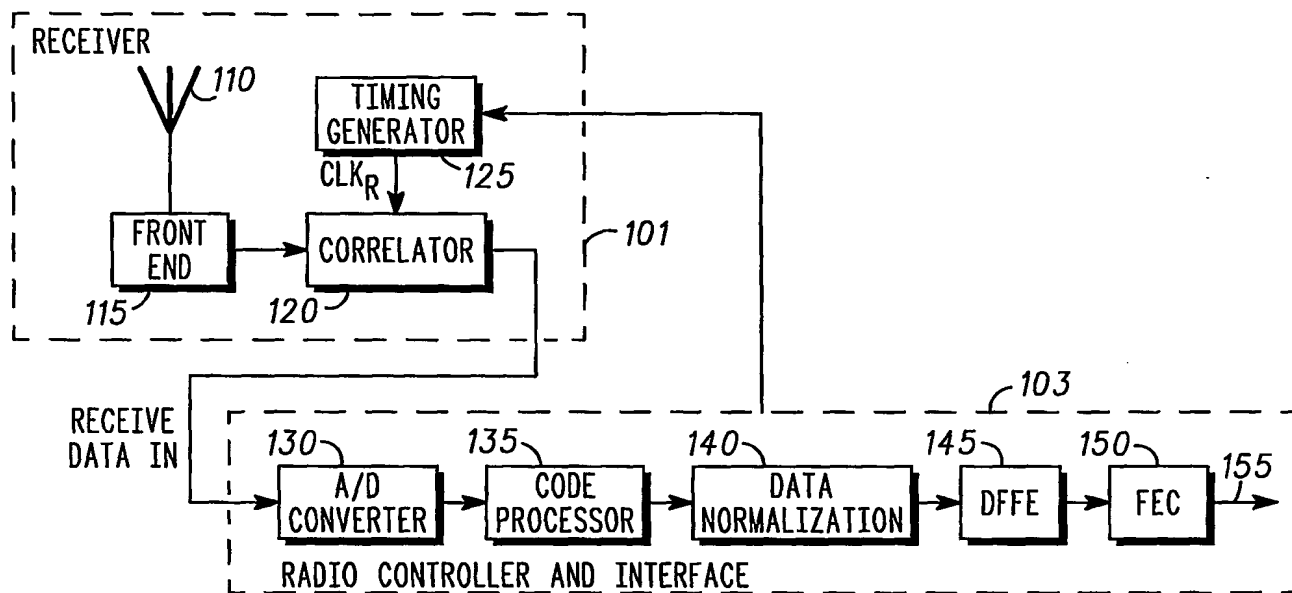 RECEIVER
110
TIMING
GENERATOR
125
CLKR
FRONT
END
115
CORRELATOR
120
101
103
RECEIVE
DATA IN
130
A/D
CONVERTER
135
CODE
PROCESSOR
140
DATA
NORMALIZATION
145
DFFE
150
FEC
155
RADIO CONTROLLER AND INTERFACE